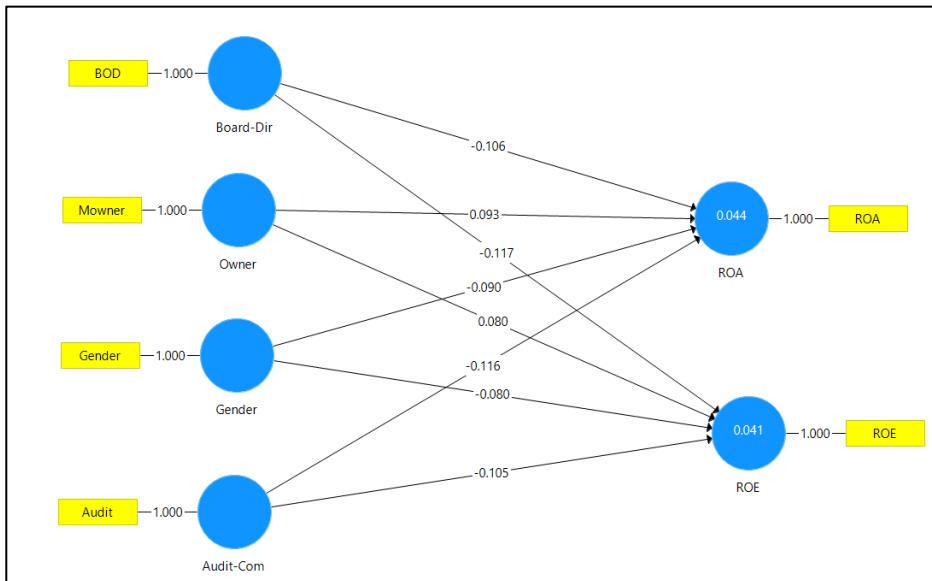 BOD
1.000
Board-Dir
-0.106
Mowner
1.000
Owner
0.093
-0.117
0.044
1.000
ROA
ROA
-0.090
0.080
Gender
1.000
Gender
-0.116
-0.080
0.041
1.000
ROE
ROE
-0.105
Audit
1.000
Audit-Com